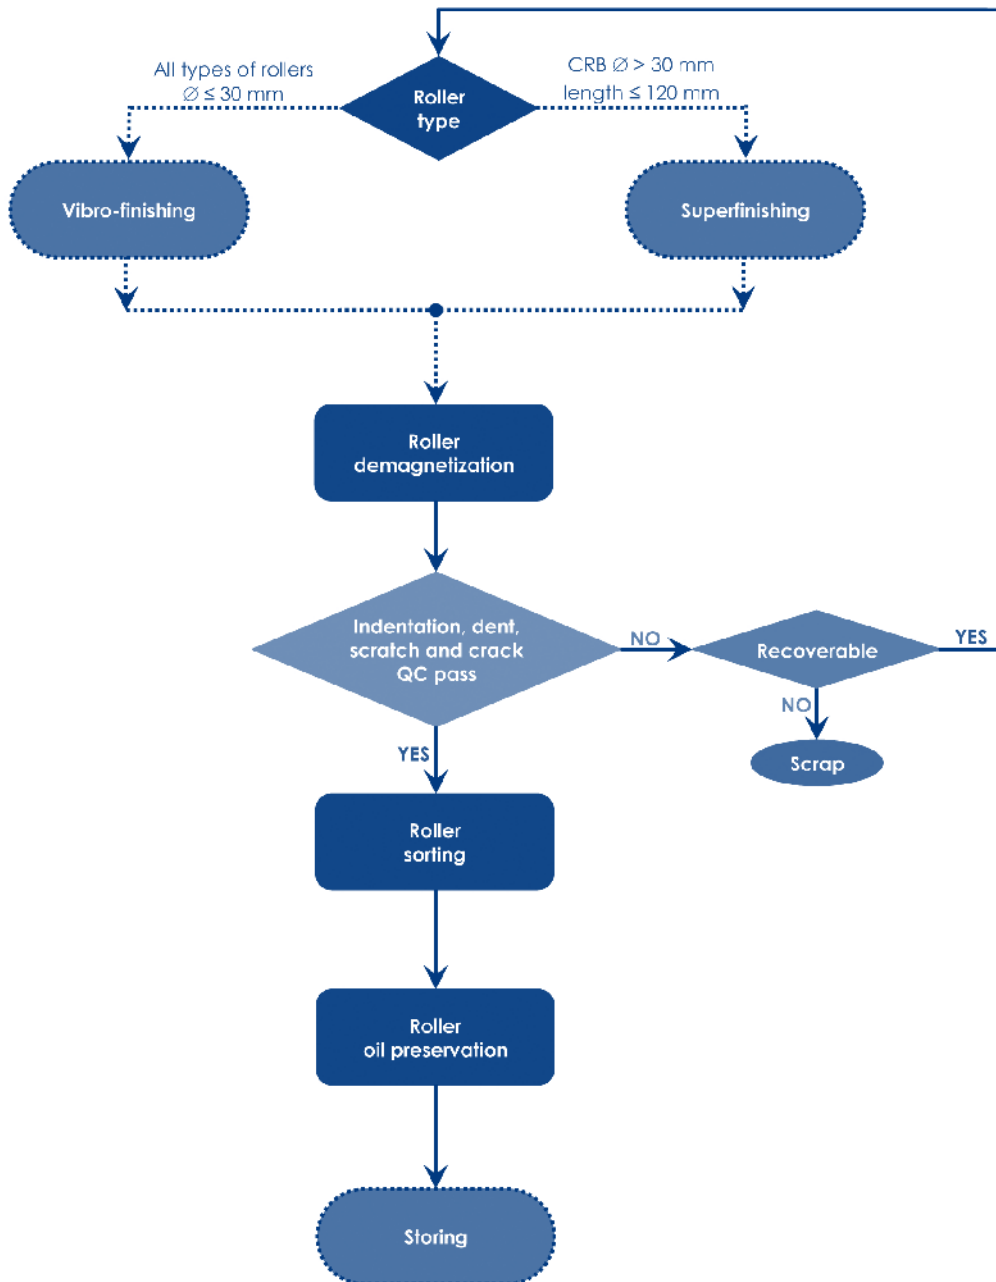 All types of rollers
Ø ≤ 30 mm
CRB Ø > 30 mm
length ≤ 120 mm
Roller
type
Vibro-finishing
Superfinishing
Roller
demagnetization
Indentation, dent,
scratch and crack
QC pass
NO
Recoverable
YES
NO
Scrap
YES
Roller
sorting
Roller
oil preservation
Storing